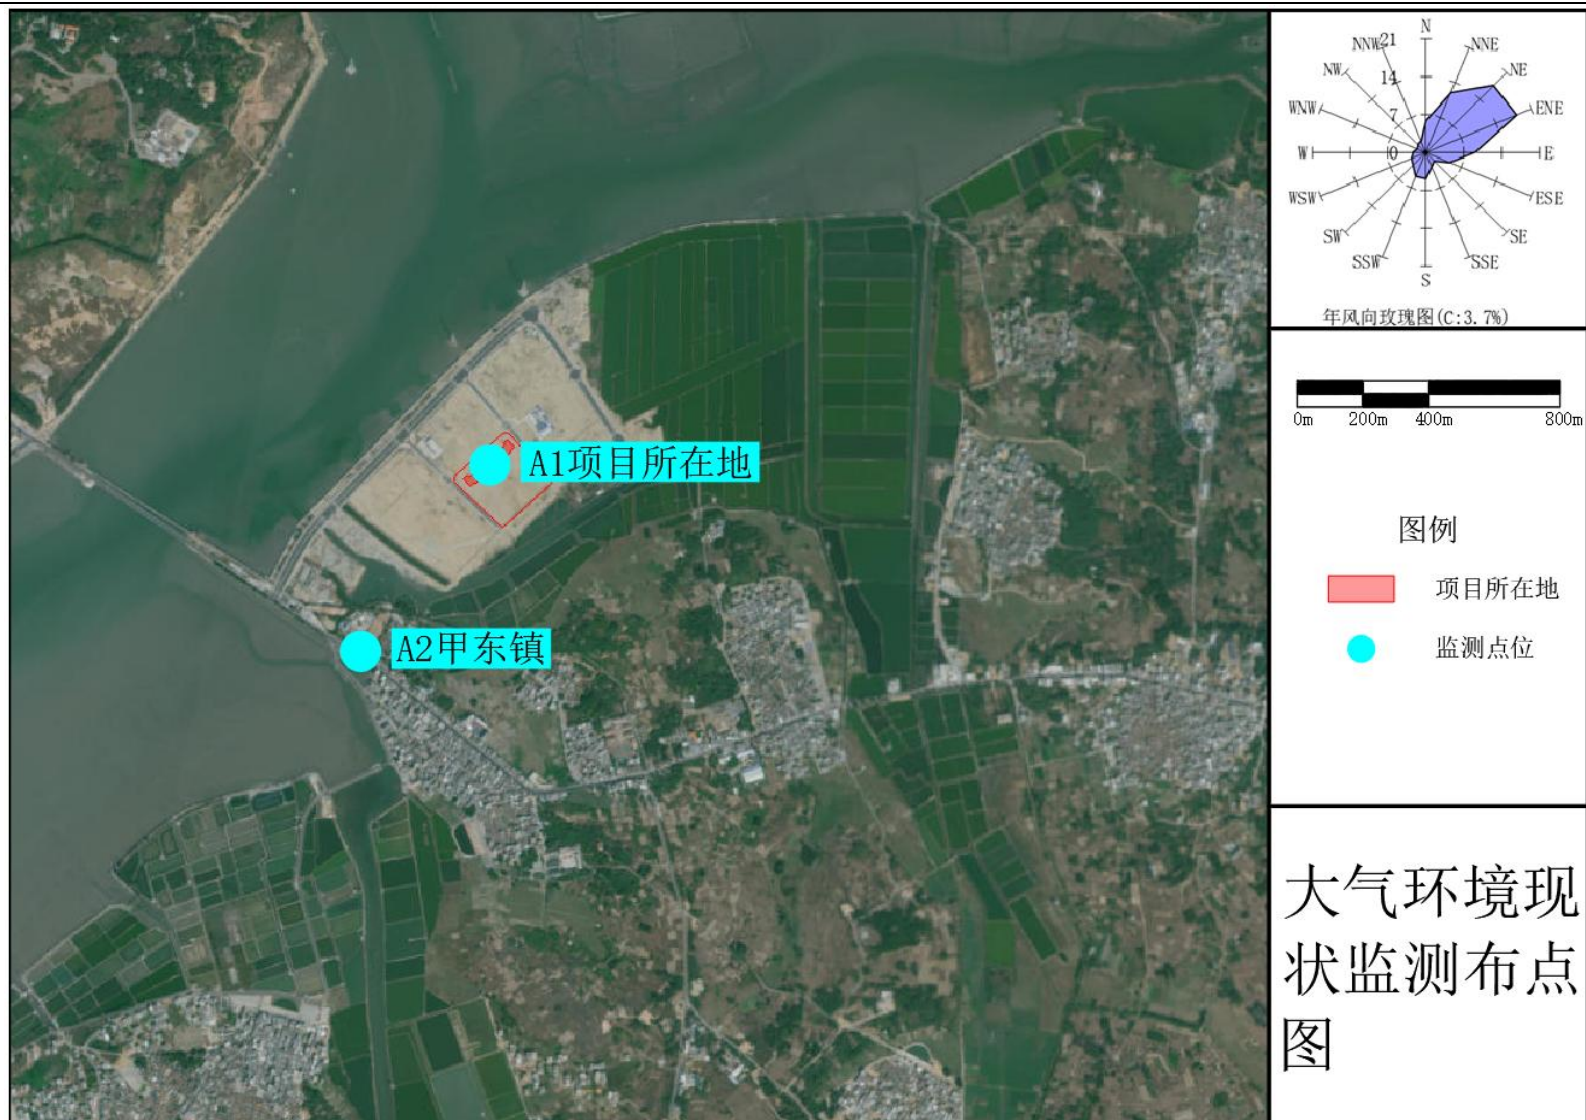 A1项目所在地
A2甲东镇
N
NNE
NE
ENE
E
ESE
SE
SSE
S
SSW
SW
WSW
W
WNW
NW
NNW
21
14
7
0
年风向玫瑰图(C:3.7%)
0m 200m 400m 800m
图例
项目所在地
监测点位
大气环境现
状监测布点
图